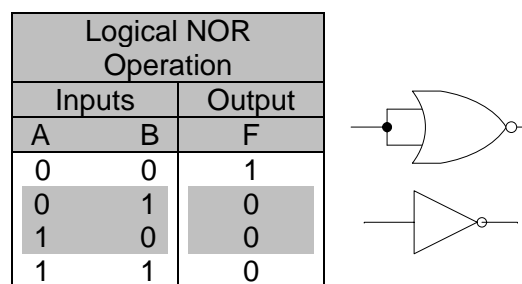 Logical NOR
Operation
Inputs Output
A B F
0 0 1
0 1 0
1 0 0
1 1 0